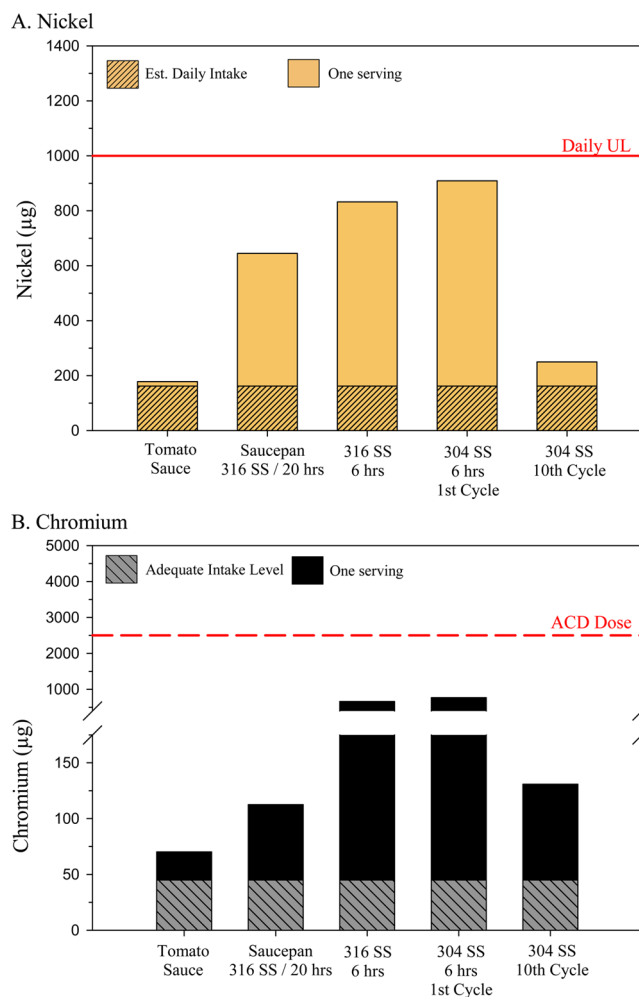 A. Nickel
1400
Est. Daily Intake
One serving
1200
1000
Daily UL
800
600
400
200
0
Nickel (µg)
Tomato
Sauce
Saucepan
316 SS / 20 hrs
316 SS
6 hrs
304 SS
6 hrs
1st Cycle
304 SS
10th Cycle
B. Chromium
5000
Adequate Intake Level
One serving
4000
3000
ACD Dose
2000
1000
150
100
50
0
Chromium (µg)
Tomato
Sauce
Saucepan
316 SS / 20 hrs
316 SS
6 hrs
304 SS
6 hrs
1st Cycle
304 SS
10th Cycle